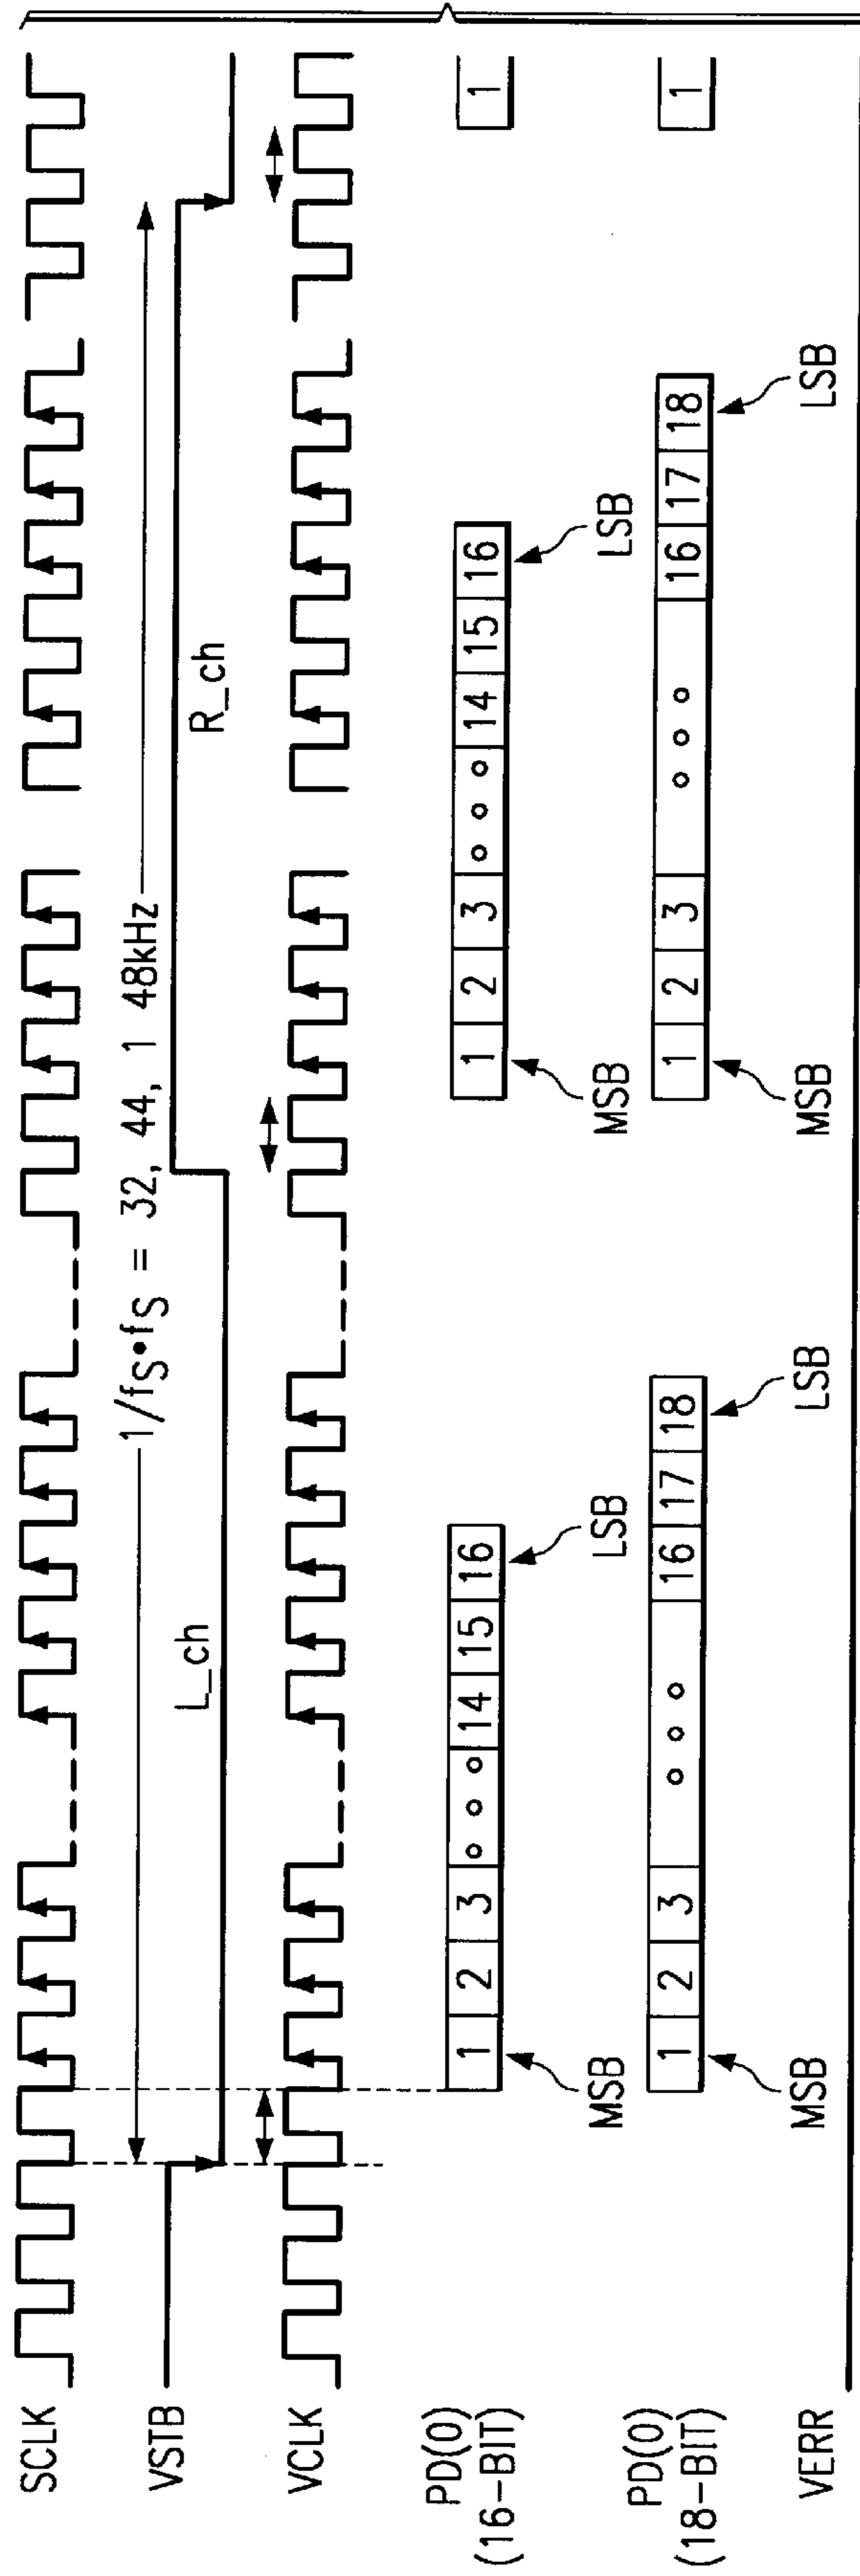 SCLK
VSTB
1/fS•fS = 32, 44, 1 48kHz
L_ch R_ch
VCLK
PD(0)
(16-BIT)
1 2 3 14 15 16 1 2 3 14 15 16 1
MSB LSB MSB LSB
PD(0)
(18-BIT)
1 2 3 16 17 18 1 2 3 16 17 18 1
MSB LSB MSB LSB
VERR